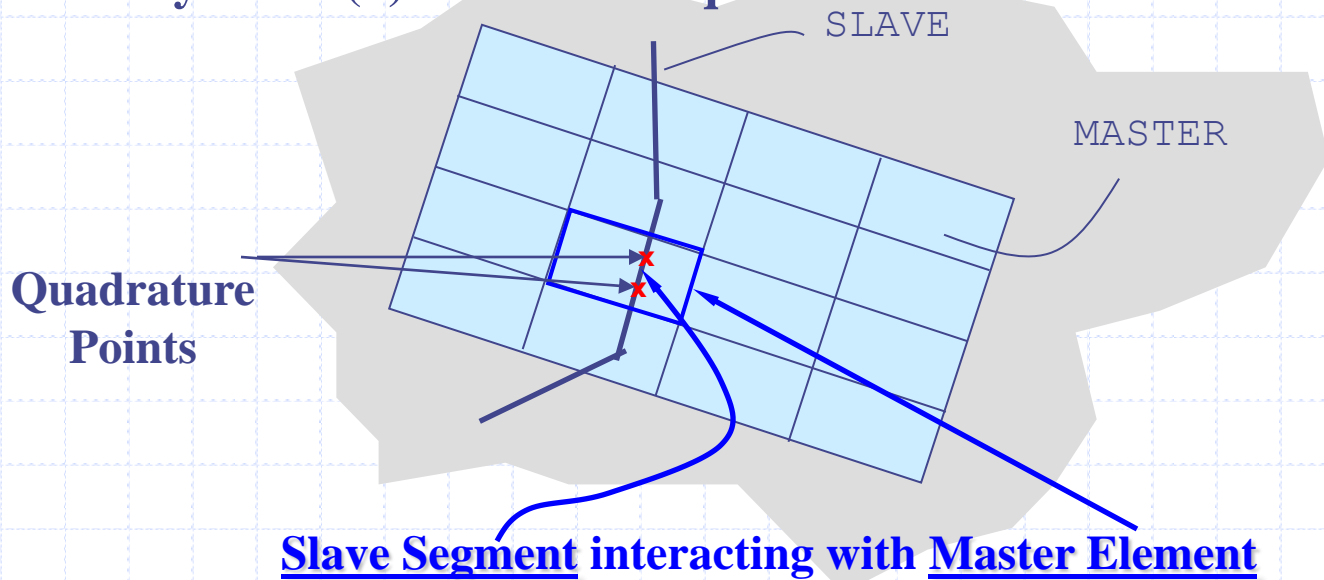 SLAVE
MASTER
Quadrature
Points
x
x
Slave Segment interacting with Master Element